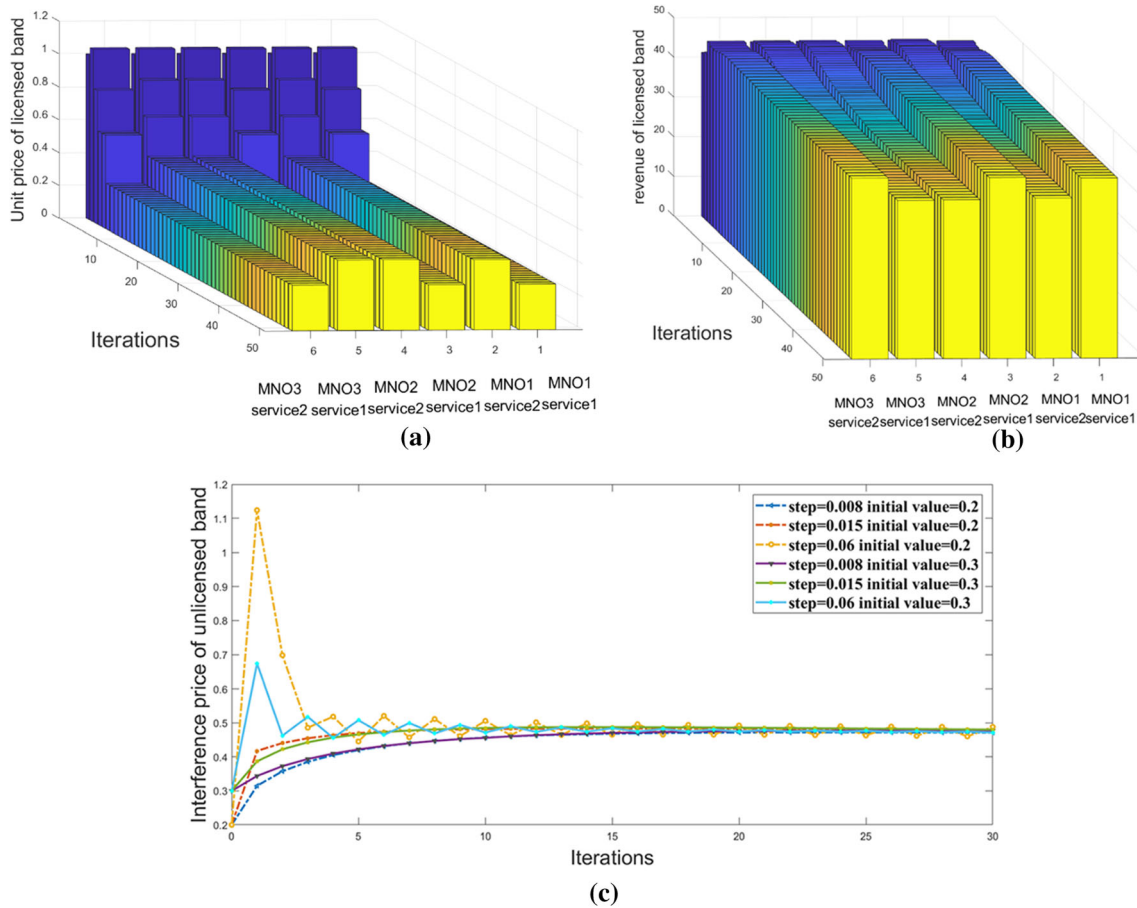 1.2
1
0.8
0.6
0.4
0.2
0
Unit price of licensed band
10
20
30
40
50
Iterations
6 5 4 3 2 1
MNO3 MNO3 MNO2 MNO2 MNO1 MNO1
service2 service1 service2 service1 service2 service1
(a)
50
40
30
20
10
0
revenue of licensed band
10
20
30
40
50
Iterations
6 5 4 3 2 1
MNO3 MNO3 MNO2 MNO2 MNO1 MNO1
service2 service1 service2 service1 service2 service1
(b)
1.2
1.1
1
0.9
0.8
0.7
0.6
0.5
0.4
0.3
0.2
Interference price of unlicensed band
step=0.008 initial value=0.2
step=0.015 initial value=0.2
step=0.06 initial value=0.2
step=0.008 initial value=0.3
step=0.015 initial value=0.3
step=0.06 initial value=0.3
0 5 10 15 20 25 30
Iterations
(c)